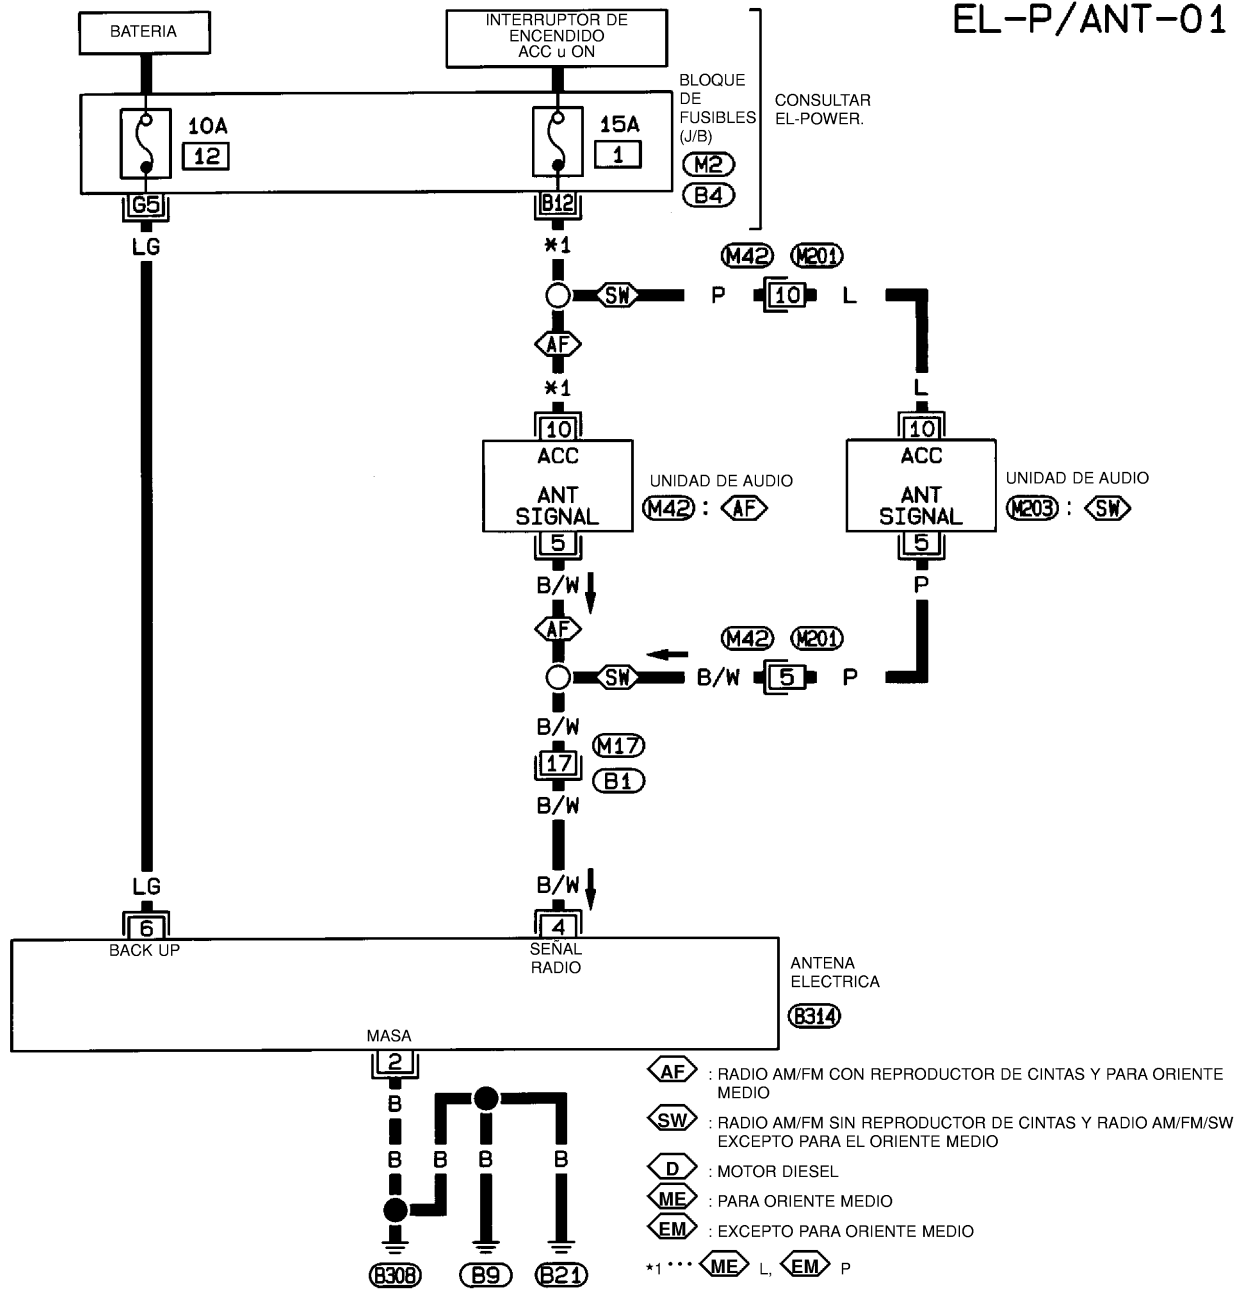 EL-P/ANT-01
BATERIA
INTERRUPTOR DE
ENCENDIDO
ACC u ON
BLOQUE
DE
FUSIBLES
(J/B)
M2
B4
CONSULTAR
EL-POWER.
10A
12
15A
1
G5
B12
LG
*1
M42 M201
SW P 10 L
AF
*1
L
10
ACC
ANT
SIGNAL
5
UNIDAD DE AUDIO
M42 : AF
10
ACC
ANT
SIGNAL
5
UNIDAD DE AUDIO
M203 : SW
B/W
P
AF
M42 M201
SW B/W 5 P
B/W
17
M17
B1
B/W
LG
B/W
6
BACK UP
4
SEÑAL
RADIO
ANTENA
ELECTRICA
B314
MASA
2
B
B B B B
B308 B9 B21
AF : RADIO AM/FM CON REPRODUCTOR DE CINTAS Y PARA ORIENTE
MEDIO
SW : RADIO AM/FM SIN REPRODUCTOR DE CINTAS Y RADIO AM/FM/SW
EXCEPTO PARA EL ORIENTE MEDIO
D : MOTOR DIESEL
ME : PARA ORIENTE MEDIO
EM : EXCEPTO PARA ORIENTE MEDIO
*1 ••• ME L, EM P